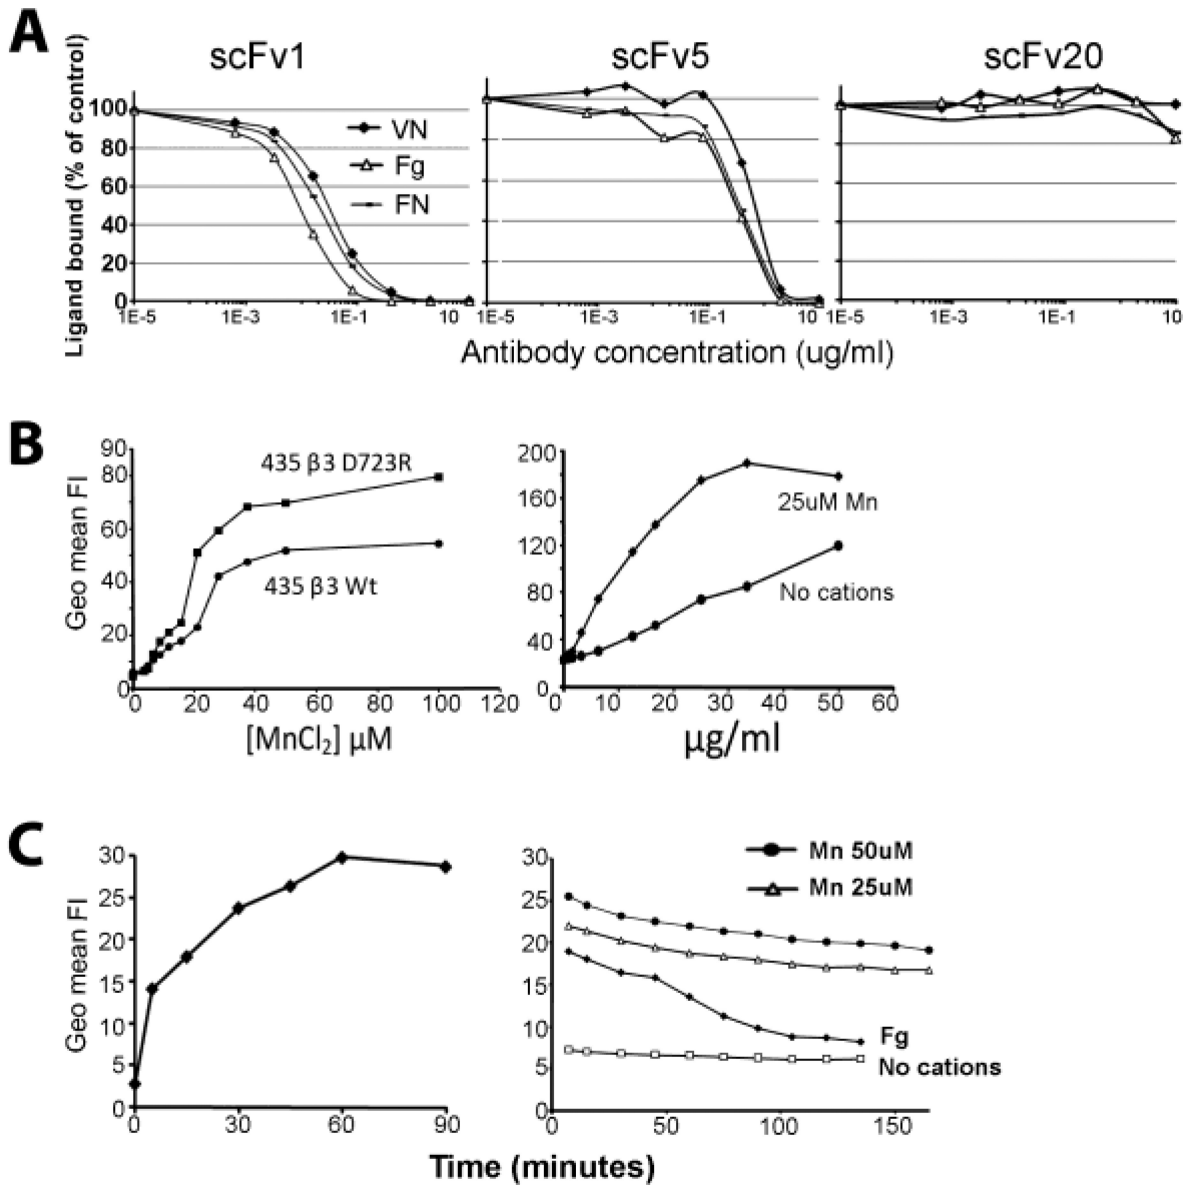 A
scFv1
scFv5
scFv20
Ligand bound (% of control)
100
80
60
40
20
0
VN
Fg
FN
1E-5
1E-3
1E-1
10
1E-5
1E-3
1E-1
10
1E-5
1E-3
1E-1
10
Antibody concentration (ug/ml)
B
Geo mean FI
90
80
60
40
20
0
435 β3 D723R
435 β3 Wt
0 20 40 60 80 100 120
[MnCl₂] μM
200
160
120
80
40
0
25uM Mn
No cations
0 10 20 30 40 50 60
μg/ml
C
Geo mean FI
30
25
20
15
10
5
0
0 30 60 90
30
25
20
15
10
5
0
Mn 50uM
Mn 25uM
Fg
No cations
0 50 100 150
Time (minutes)